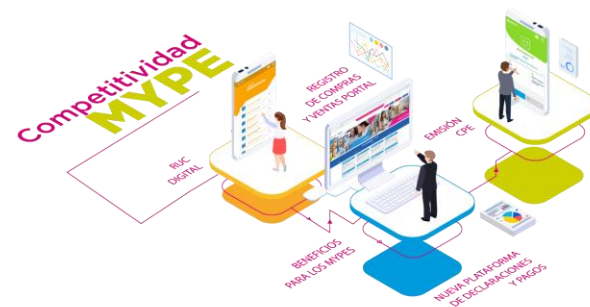 Competitividad
MYPE
RUC
DIGITAL
REGISTRO
DE COMPRAS
Y VENTAS PORTAL
EMISIÓN
CPE
BENEFICIOS
PARA LOS MYPES
NUEVA PLATAFORMA
DE DECLARACIONES
Y PAGOS